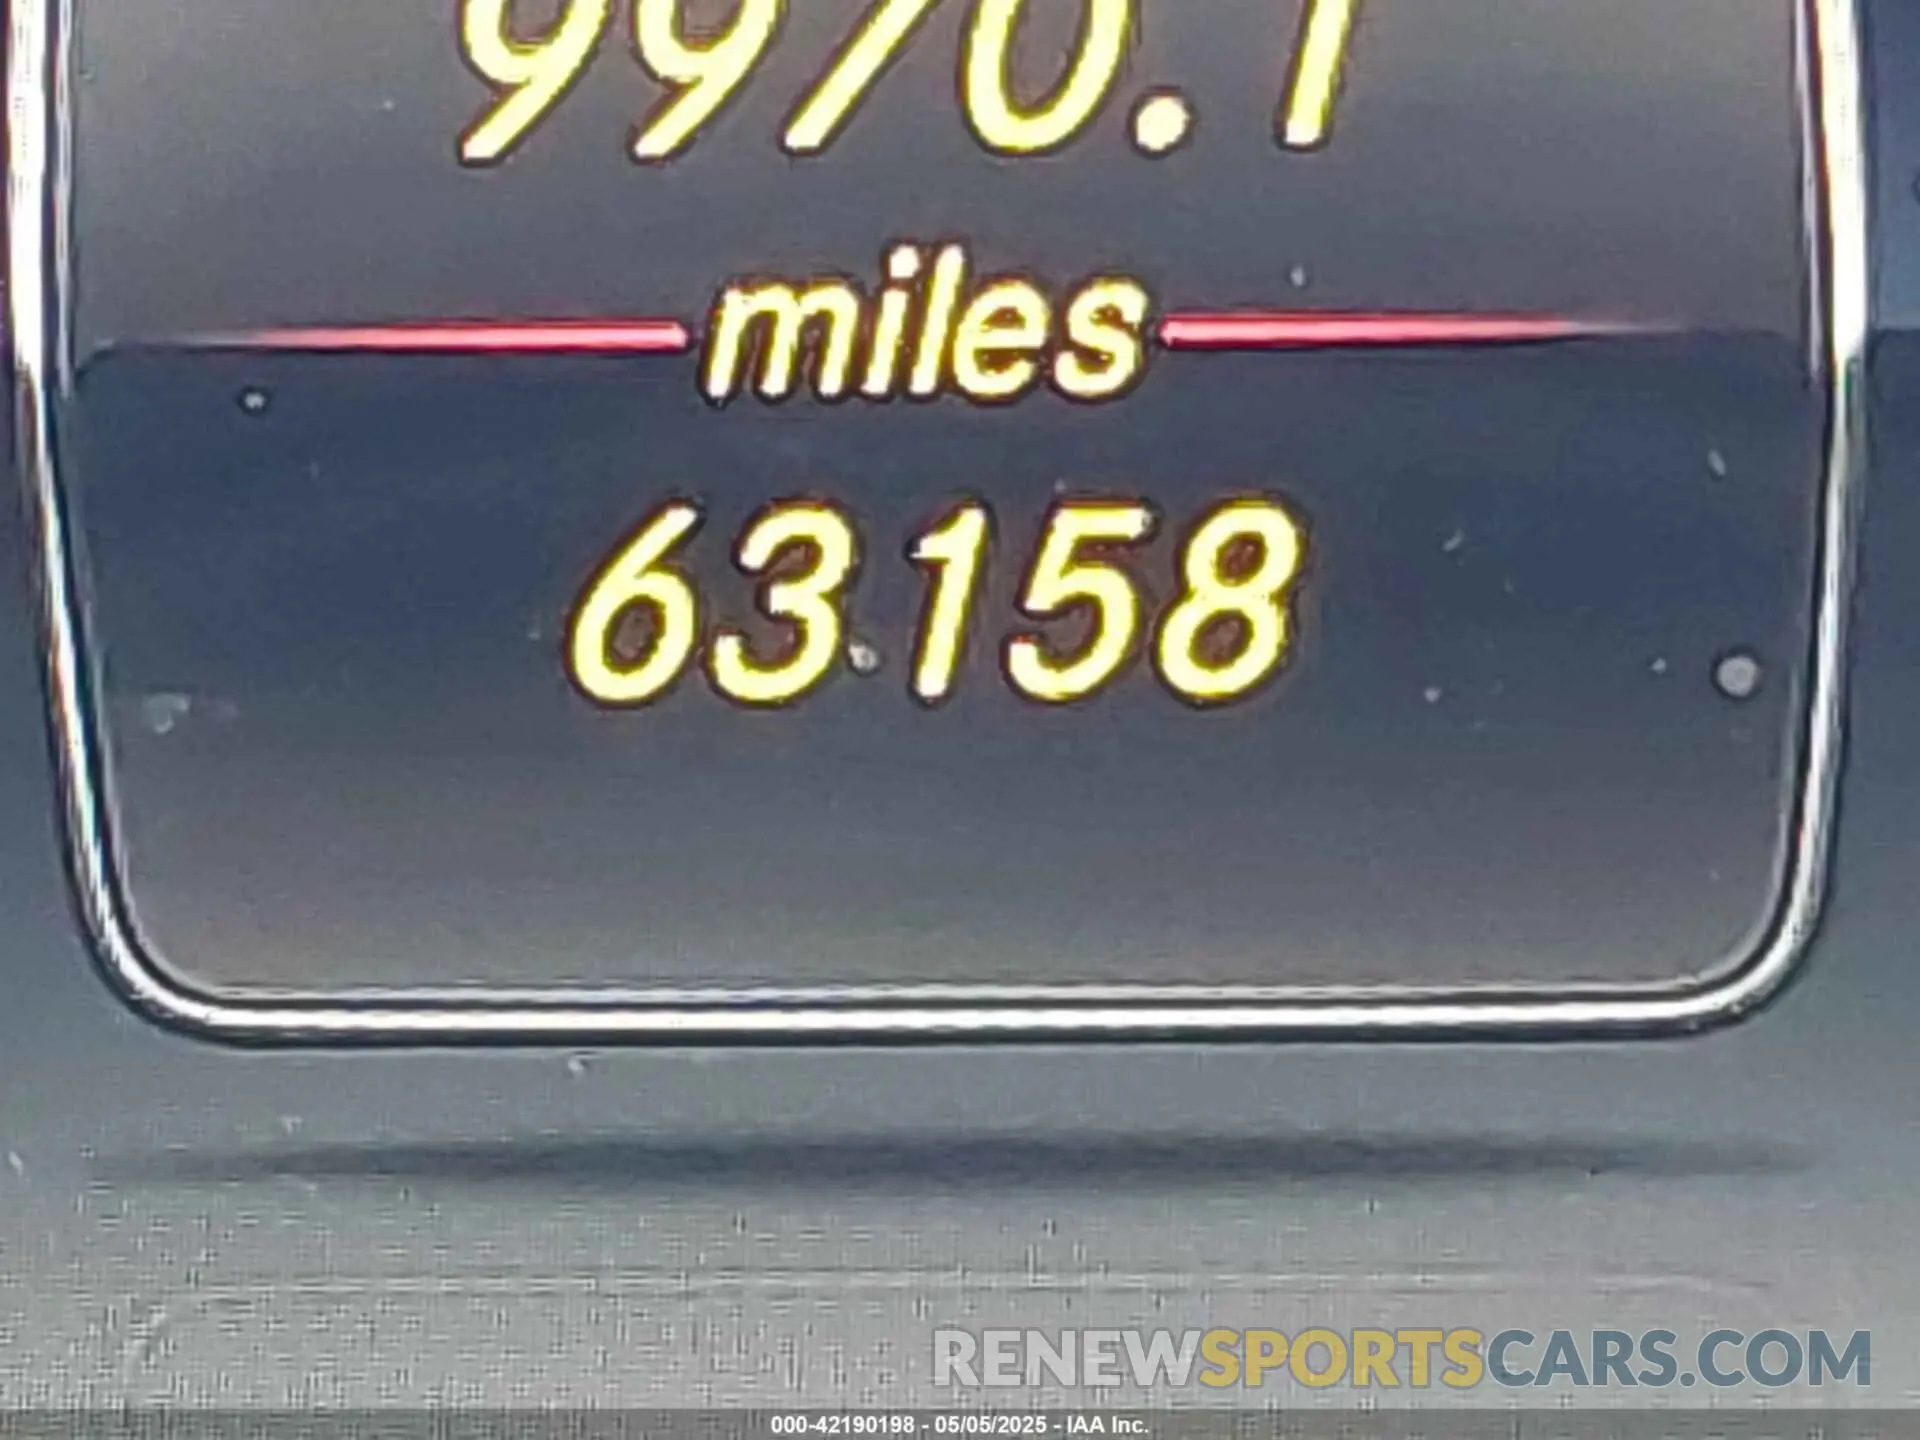 9970.1
miles
63158
RENEWSPORTSCARS.COM
000-42190198 - 05/05/2025 - IAA Inc.